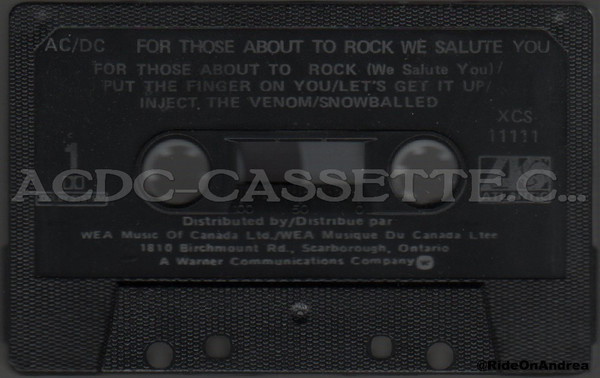 AC/DC FOR THOSE ABOUT TO ROCK WE SALUTE YOU
FOR THOSE ABOUT TO ROCK (We Salute You)/
PUT THE FINGER ON YOU/LET'S GET IT UP/
INJECT THE VENOM/SNOWBALLED
XCS
11111
1
ACDC-CASSETTE.C...
Distributed by/Distribué par
WEA Music Of Canada Ltd./WEA Musique Du Canada Ltee
1810 Birchmount Rd., Scarborough, Ontario
A Warner Communications Company
@RideOnAndrea